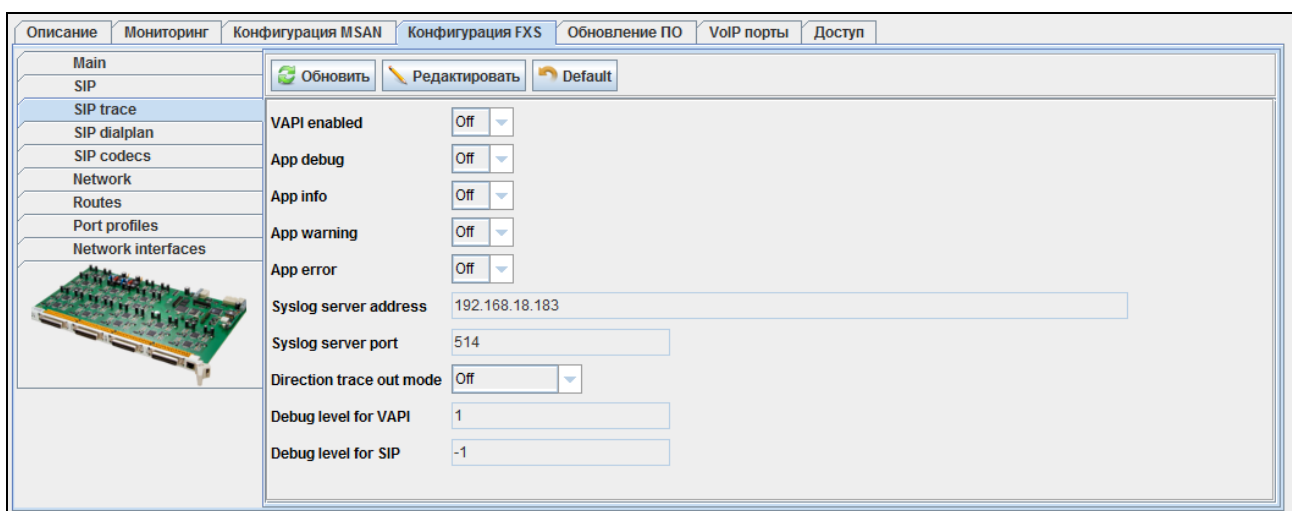 Описание Мониторинг Конфигурация MSAN Конфигурация FXS Обновление ПО VoIP порты Доступ
Main
SIP
SIP trace
SIP dialplan
SIP codecs
Network
Routes
Port profiles
Network interfaces
Обновить Редактировать Default
VAPI enabled Off
App debug Off
App info Off
App warning Off
App error Off
Syslog server address 192.168.18.183
Syslog server port 514
Direction trace out mode Off
Debug level for VAPI 1
Debug level for SIP -1